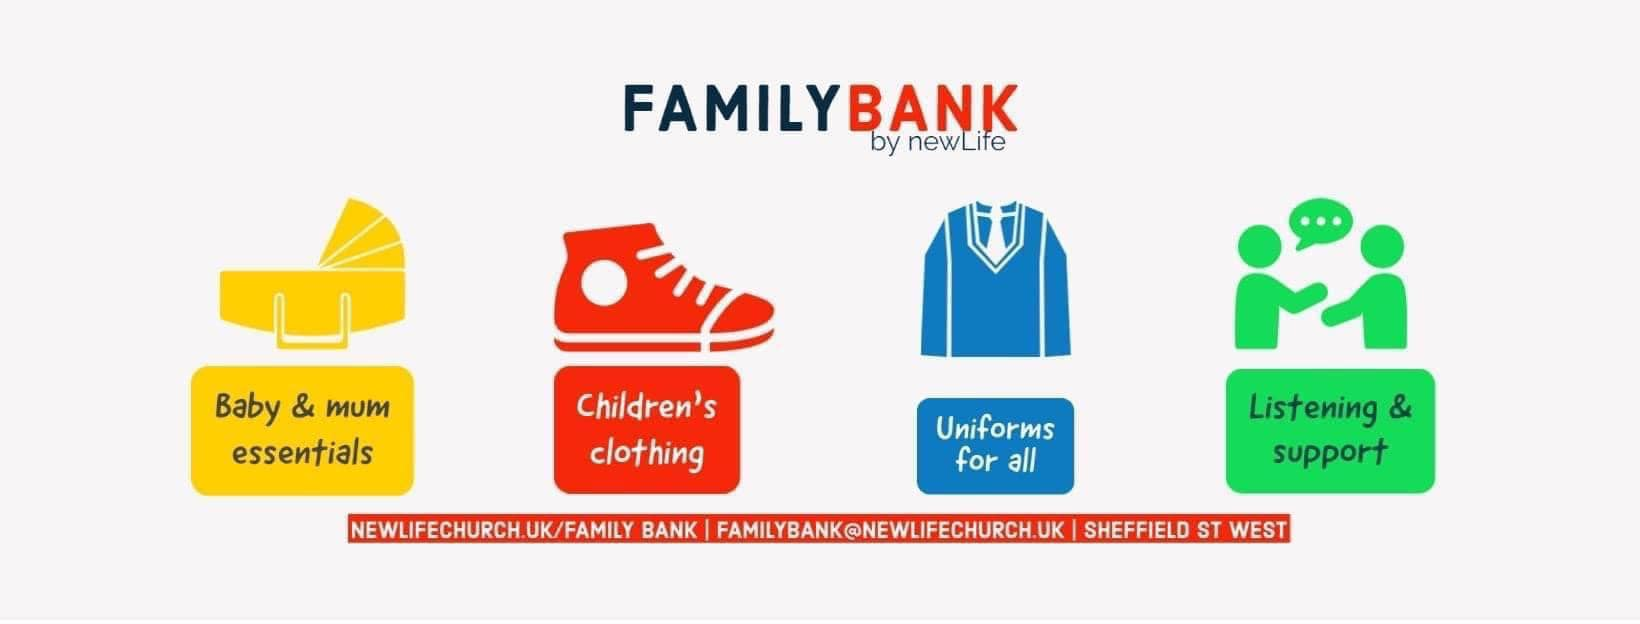 FAMILYBANK
by newLife
Baby & mum
essentials
Children's
clothing
Uniforms
for all
Listening &
support
NEWLIFECHURCH.UK/FAMILY BANK | FAMILYBANK@NEWLIFECHURCH.UK | SHEFFIELD ST WEST